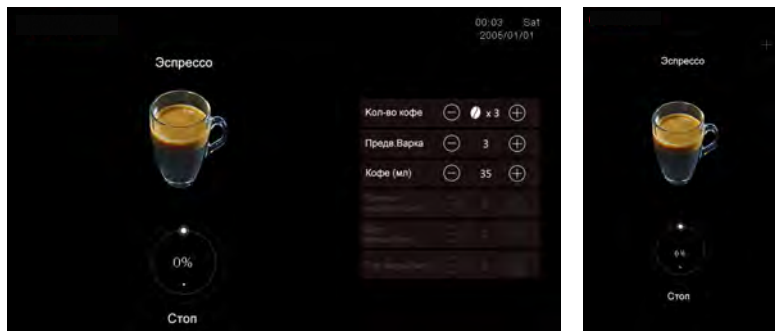 00:03 Sat
2005/01/01
Эспрессо
Кол-во кофе x 3
Предв.Варка 3
Кофе (мл) 35
0%
Стоп
Эспрессо
Стоп